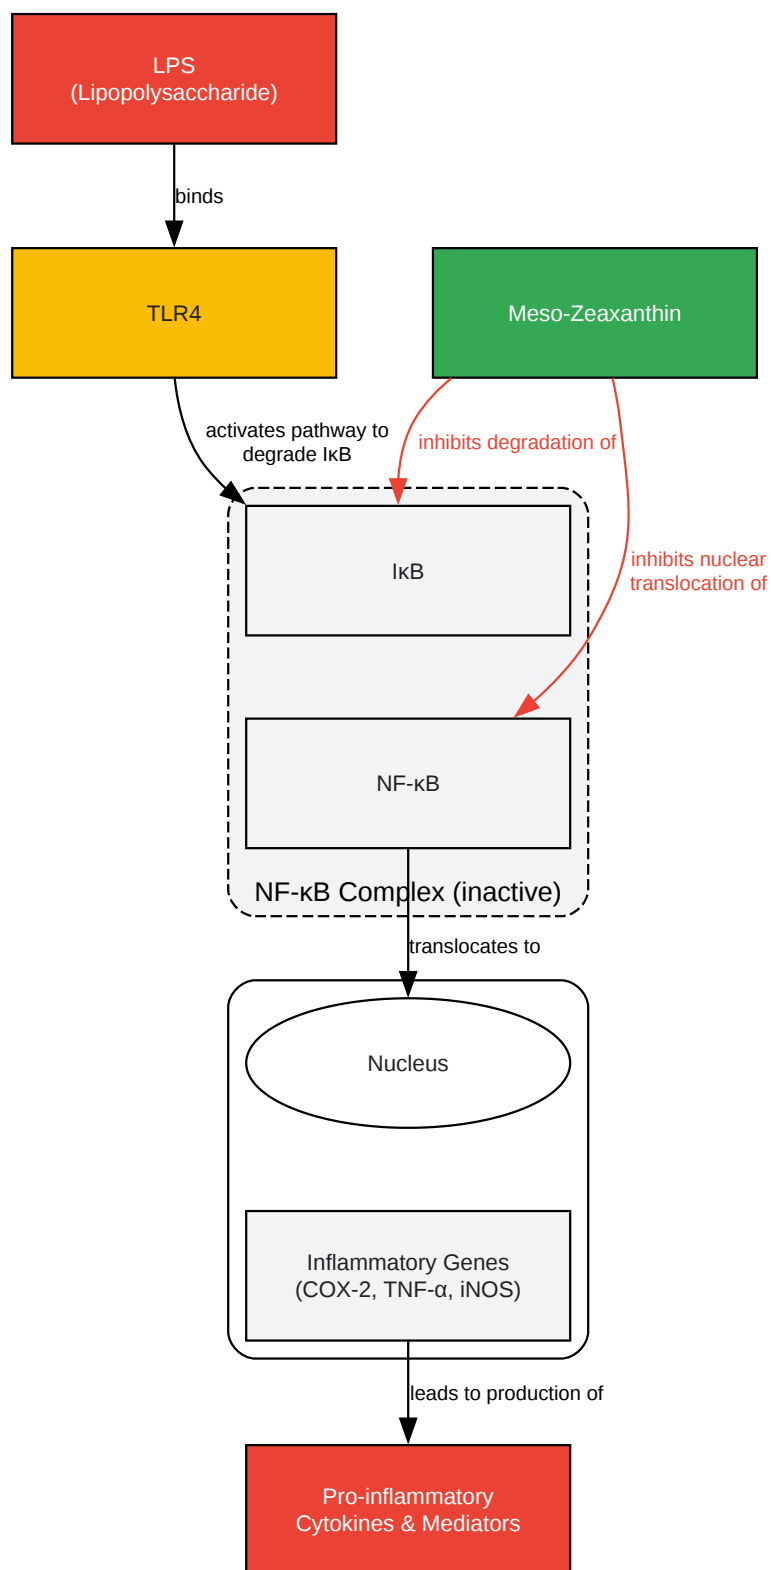 LPS
(Lipopolysaccharide)
binds
TLR4
Meso-Zeaxanthin
activates pathway to
degrade IκB
inhibits degradation of
IκB
inhibits nuclear
translocation of
NF-κB
NF-κB Complex (inactive)
translocates to
Nucleus
Inflammatory Genes
(COX-2, TNF-α, iNOS)
leads to production of
Pro-inflammatory
Cytokines & Mediators